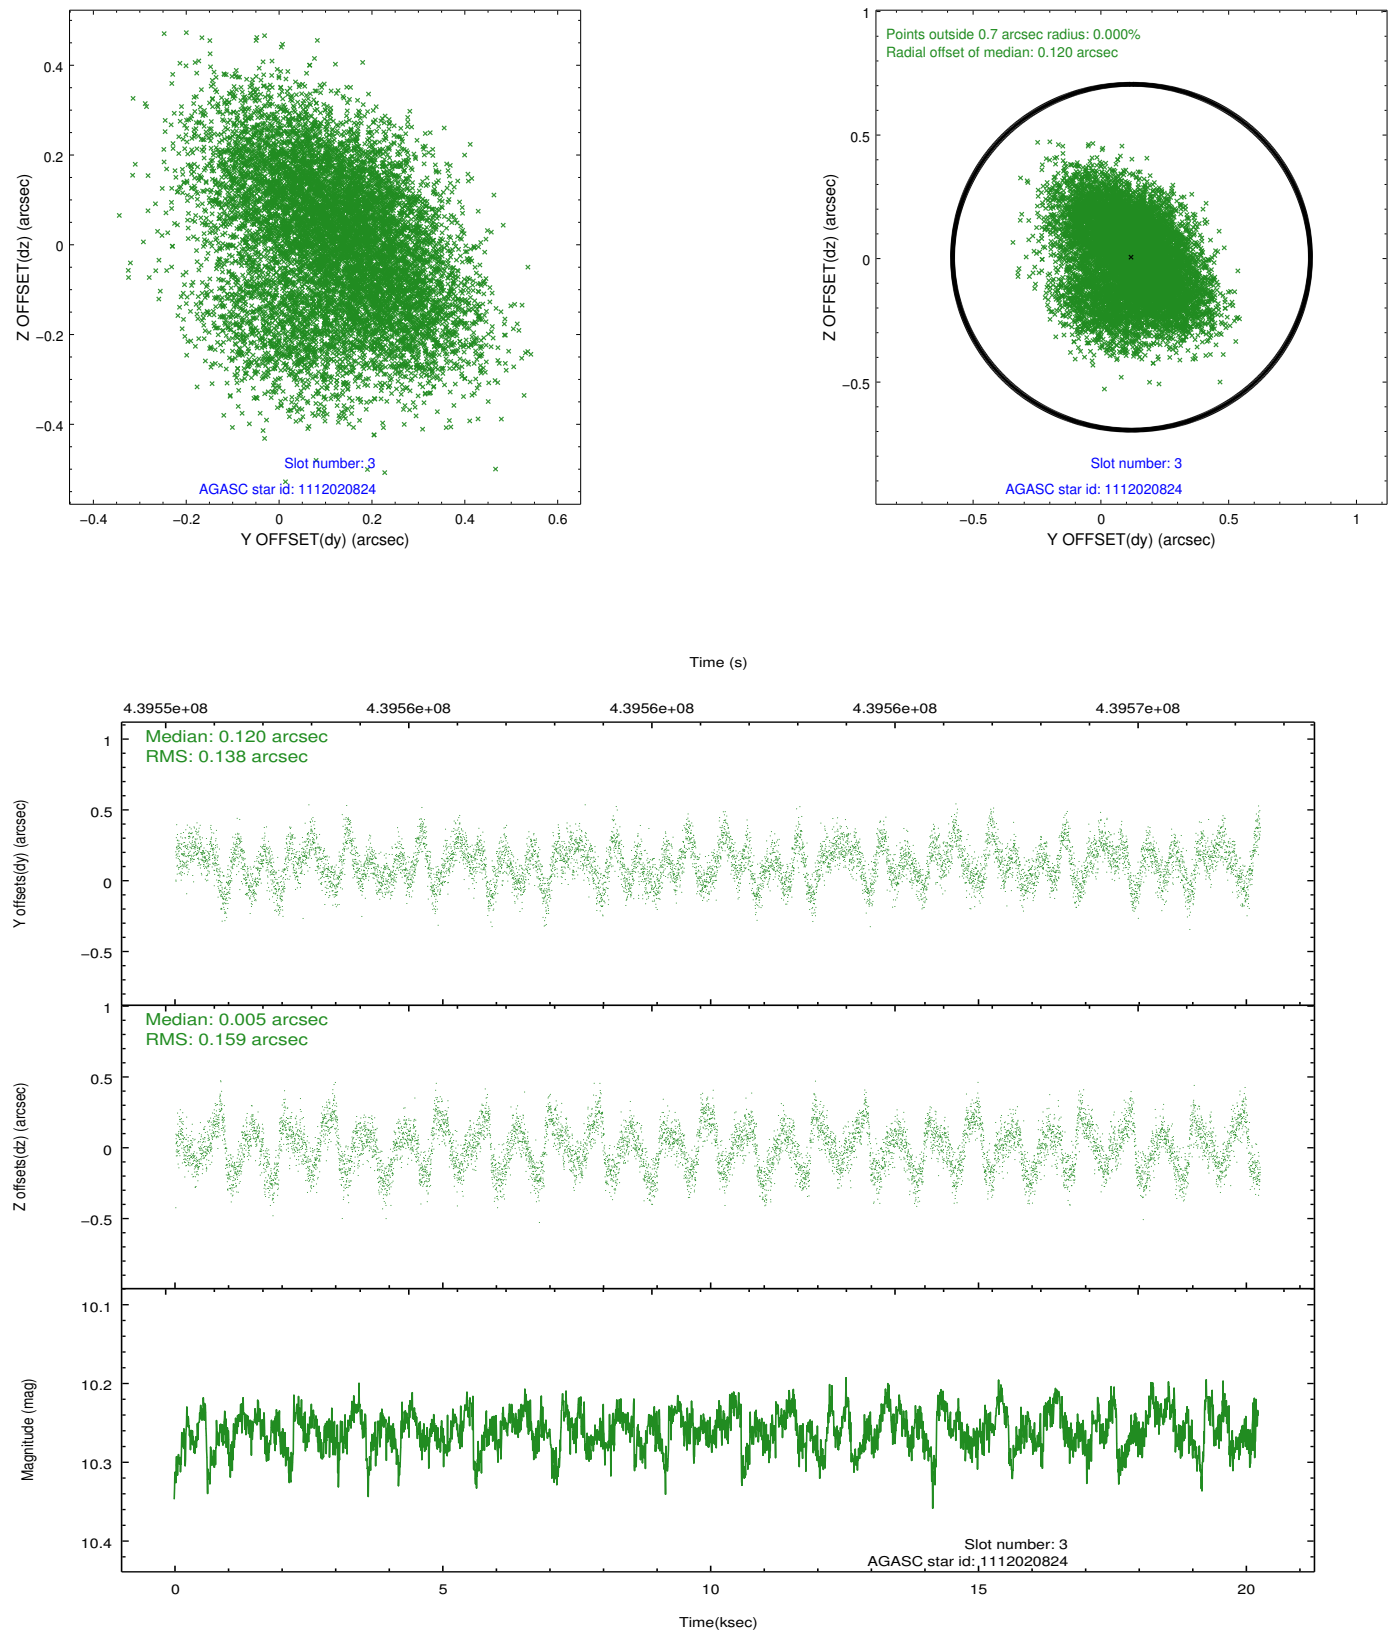 0.4
0.2
0
−0.2
−0.4
Z OFFSET(dz) (arcsec)
Slot number: 3
AGASC star id: 1112020824
−0.4 −0.2 0 0.2 0.4 0.6
Y OFFSET(dy) (arcsec)
Points outside 0.7 arcsec radius: 0.000%
Radial offset of median: 0.120 arcsec
1
0.5
0
−0.5
Z OFFSET(dz) (arcsec)
Slot number: 3
AGASC star id: 1112020824
−0.5 0 0.5 1
Y OFFSET(dy) (arcsec)
Time (s)
4.3955e+08 4.3956e+08 4.3956e+08 4.3956e+08 4.3957e+08
Median: 0.120 arcsec
RMS: 0.138 arcsec
1
0.5
0
−0.5
Y offsets(dy) (arcsec)
Median: 0.005 arcsec
RMS: 0.159 arcsec
1
0.5
0
−0.5
Z offsets(dz) (arcsec)
10.1
10.2
10.3
10.4
Magnitude (mag)
Slot number: 3
AGASC star id: 1112020824
0 5 10 15 20
Time(ksec)